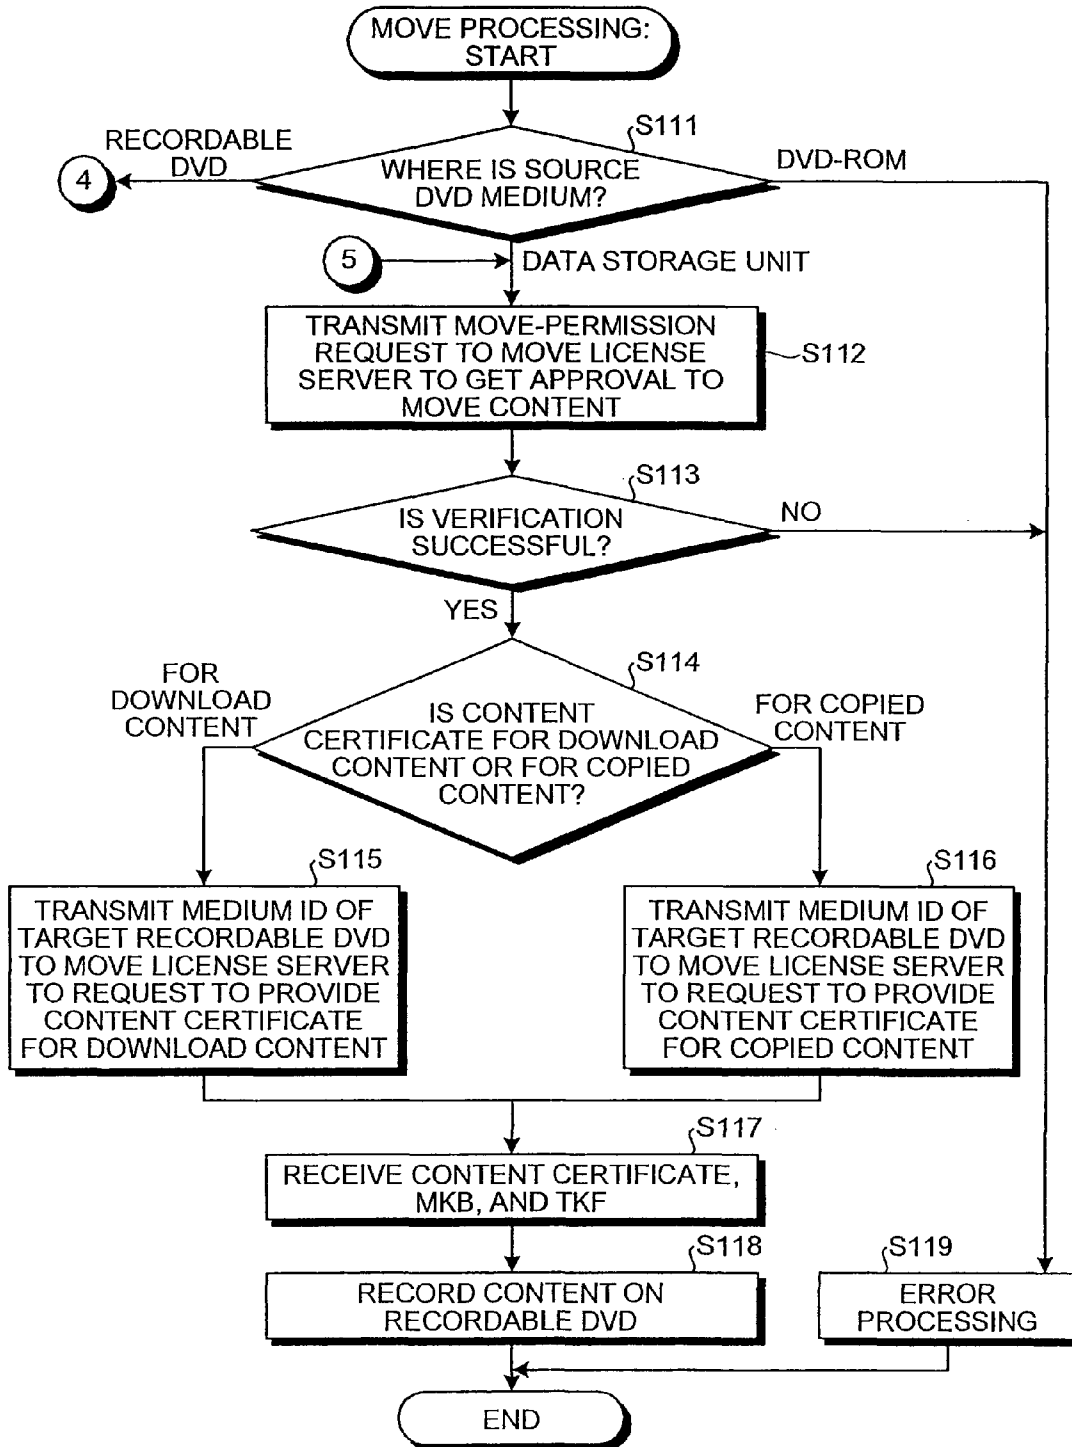 MOVE PROCESSING:
START
S111
RECORDABLE
DVD
DVD-ROM
4
WHERE IS SOURCE
DVD MEDIUM?
5
DATA STORAGE UNIT
TRANSMIT MOVE-PERMISSION
REQUEST TO MOVE LICENSE
SERVER TO GET APPROVAL TO
MOVE CONTENT
S112
S113
IS VERIFICATION
SUCCESSFUL?
NO
YES
S114
FOR
DOWNLOAD
CONTENT
FOR COPIED
CONTENT
IS CONTENT
CERTIFICATE FOR DOWNLOAD
CONTENT OR FOR COPIED
CONTENT?
S115
TRANSMIT MEDIUM ID OF
TARGET RECORDABLE DVD
TO MOVE LICENSE SERVER
TO REQUEST TO PROVIDE
CONTENT CERTIFICATE
FOR DOWNLOAD CONTENT
S116
TRANSMIT MEDIUM ID OF
TARGET RECORDABLE DVD
TO MOVE LICENSE SERVER
TO REQUEST TO PROVIDE
CONTENT CERTIFICATE
FOR COPIED CONTENT
S117
RECEIVE CONTENT CERTIFICATE,
MKB, AND TKF
S118
RECORD CONTENT ON
RECORDABLE DVD
S119
ERROR
PROCESSING
END